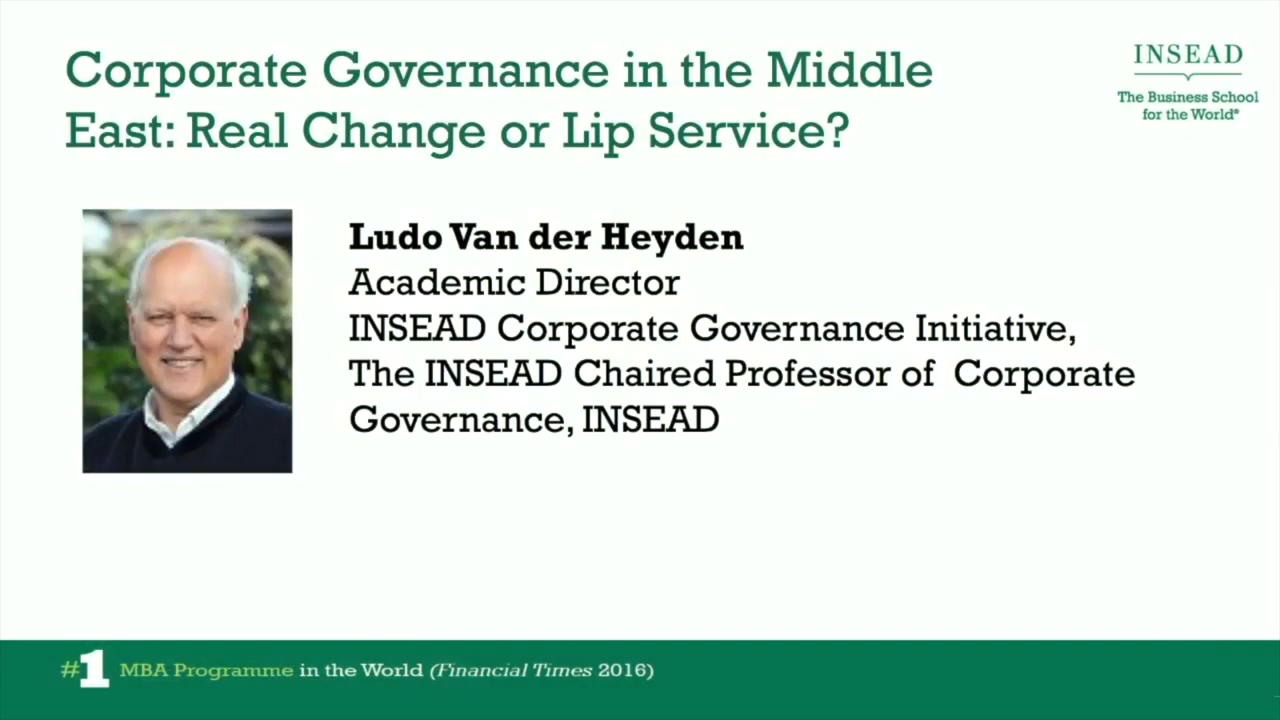 Corporate Governance in the Middle
East: Real Change or Lip Service?
INSEAD
The Business School
for the World®
Ludo Van der Heyden
Academic Director
INSEAD Corporate Governance Initiative,
The INSEAD Chaired Professor of Corporate
Governance, INSEAD
#1 MBA Programme in the World (Financial Times 2016)